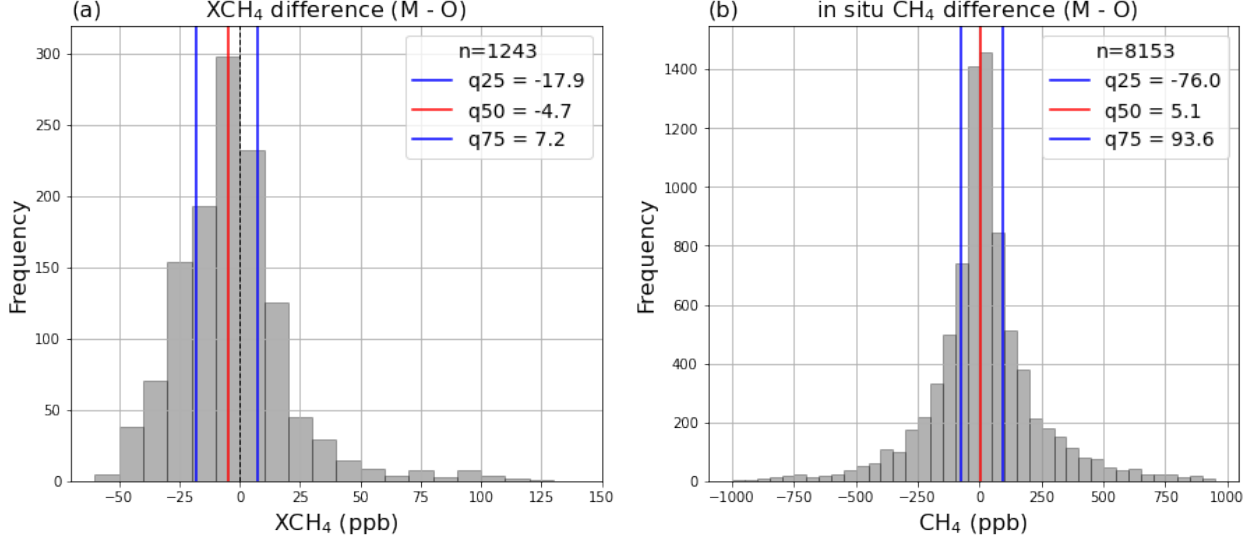 (a) XCH₄ difference (M - O)
n=1243
q25 = -17.9
q50 = -4.7
q75 = 7.2
300
250
200
150
100
50
0
Frequency
−50 −25 0 25 50 75 100 125 150
XCH₄ (ppb)
(b) in situ CH₄ difference (M - O)
n=8153
q25 = -76.0
q50 = 5.1
q75 = 93.6
1400
1200
1000
800
600
400
200
0
Frequency
−1000 −750 −500 −250 0 250 500 750 1000
CH₄ (ppb)